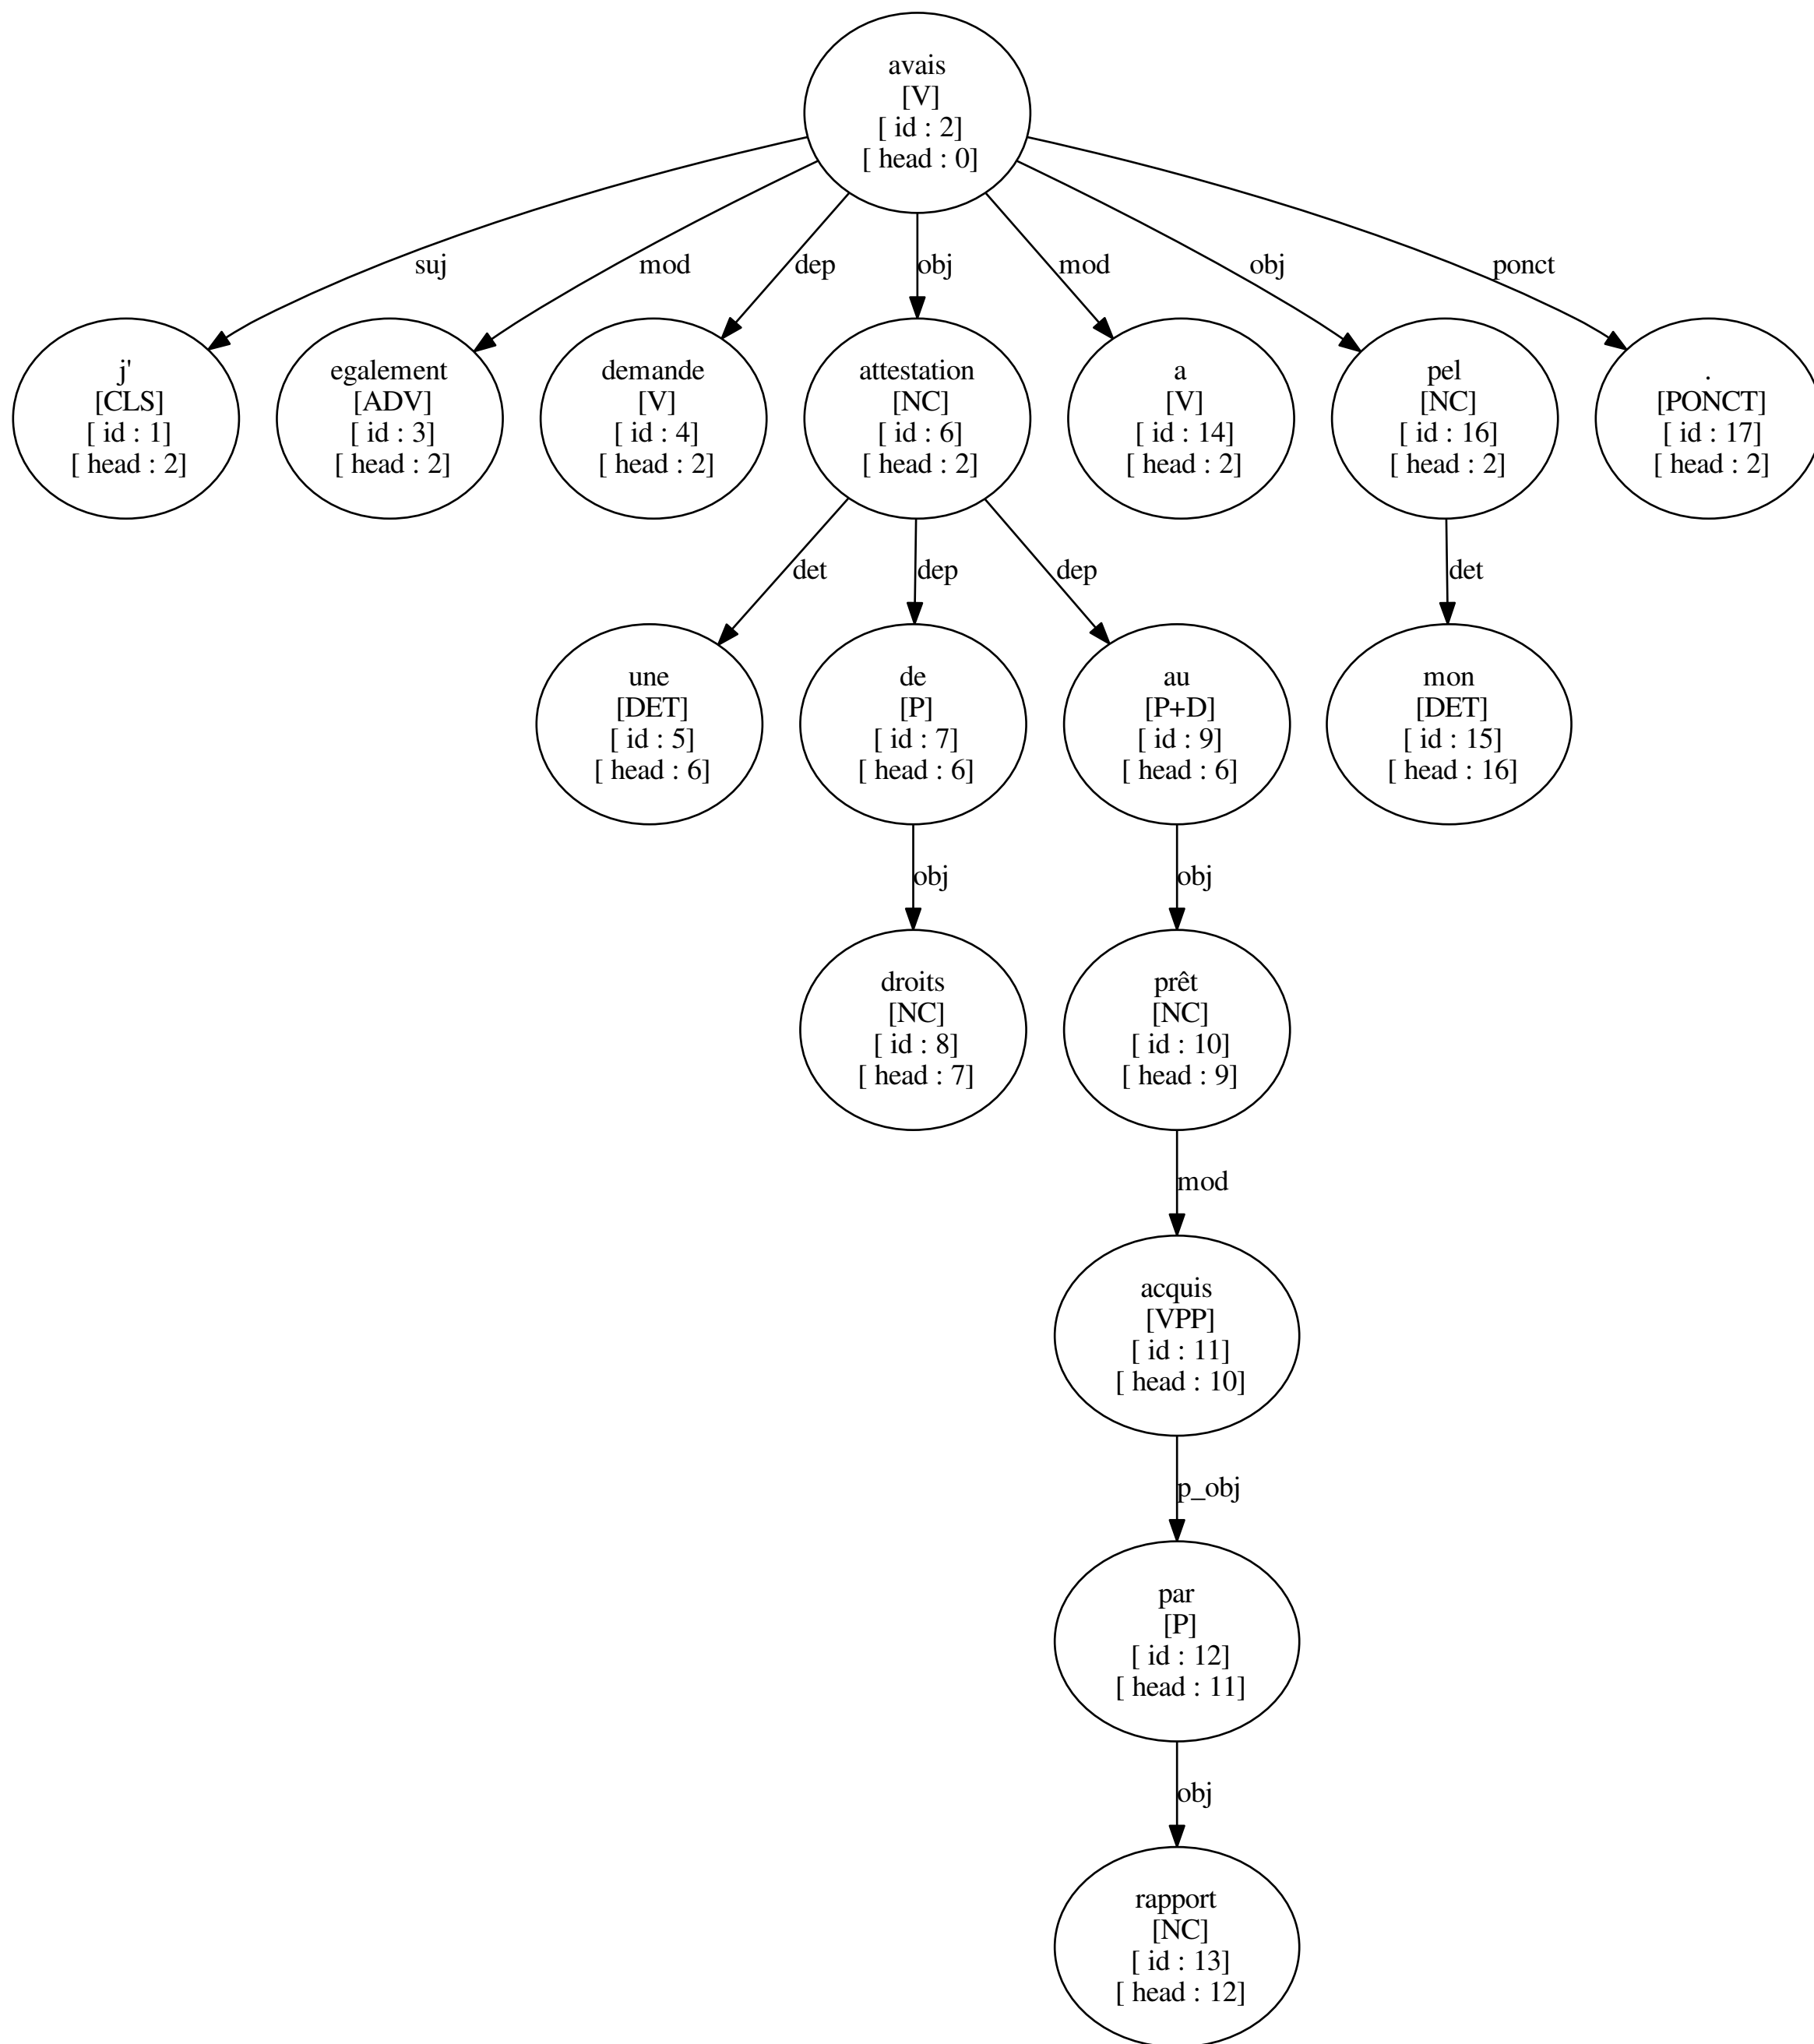 avais
[V]
[ id : 2]
[ head : 0]
suj
mod
dep
obj
mod
obj
ponct
j'
[CLS]
[ id : 1]
[ head : 2]
egalement
[ADV]
[ id : 3]
[ head : 2]
demande
[V]
[ id : 4]
[ head : 2]
attestation
[NC]
[ id : 6]
[ head : 2]
a
[V]
[ id : 14]
[ head : 2]
pel
[NC]
[ id : 16]
[ head : 2]
.
[PONCT]
[ id : 17]
[ head : 2]
det
dep
dep
det
une
[DET]
[ id : 5]
[ head : 6]
de
[P]
[ id : 7]
[ head : 6]
au
[P+D]
[ id : 9]
[ head : 6]
mon
[DET]
[ id : 15]
[ head : 16]
obj
obj
droits
[NC]
[ id : 8]
[ head : 7]
prêt
[NC]
[ id : 10]
[ head : 9]
mod
acquis
[VPP]
[ id : 11]
[ head : 10]
p_obj
par
[P]
[ id : 12]
[ head : 11]
obj
rapport
[NC]
[ id : 13]
[ head : 12]